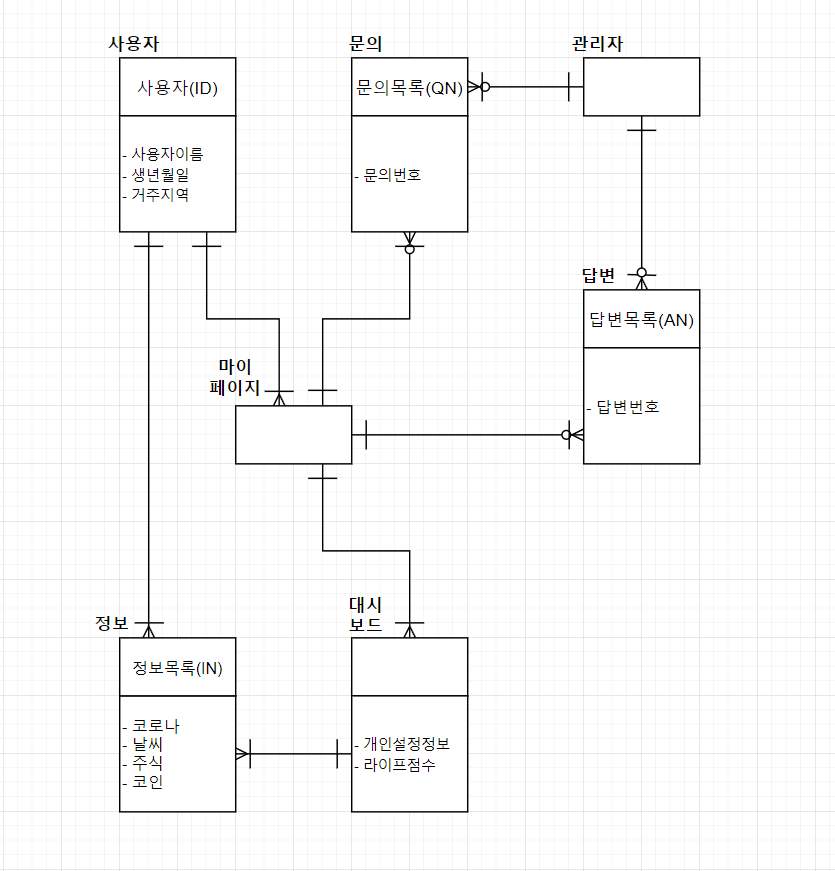 사용자
사용자(ID)
- 사용자이름
- 생년월일
- 거주지역
문의
문의목록(QN)
- 문의번호
관리자
답변
답변목록(AN)
- 답변번호
마이
페이지
정보
정보목록(IN)
- 코로나
- 날씨
- 주식
- 코인
대시
보드
- 개인설정정보
- 라이프점수